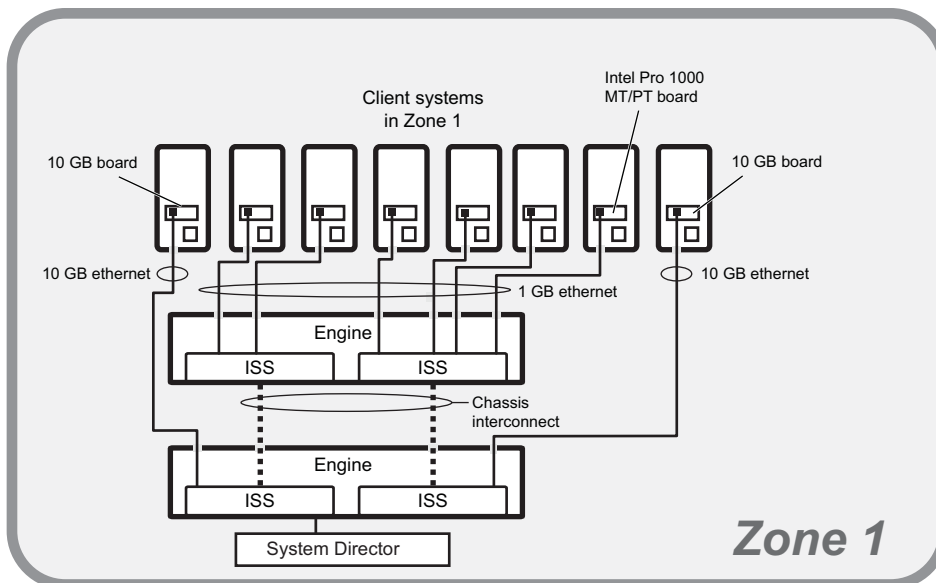 Intel Pro 1000
MT/PT board
Client systems
in Zone 1
10 GB board
10 GB board
10 GB ethernet
10 GB ethernet
1 GB ethernet
Engine
ISS
ISS
Chassis
interconnect
Engine
ISS
ISS
System Director
Zone 1